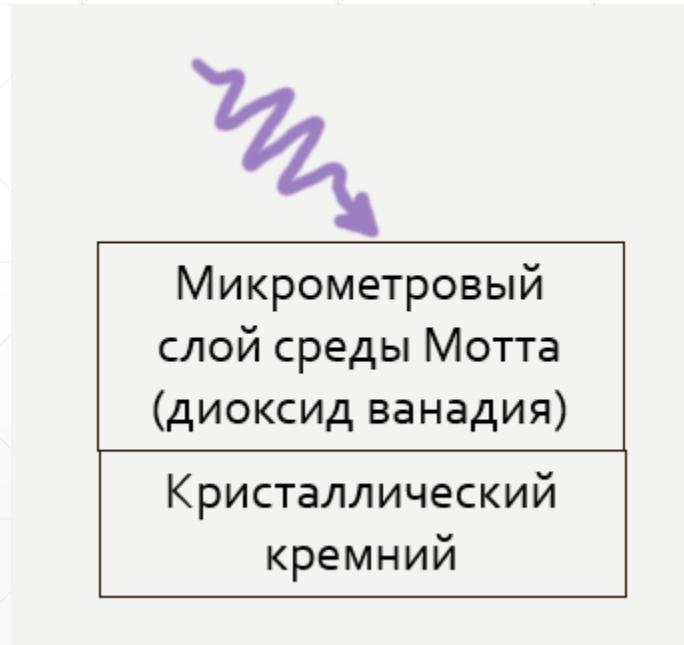 Микрометровый
слой среды Мотта
(диоксид ванадия)
Кристаллический
кремний